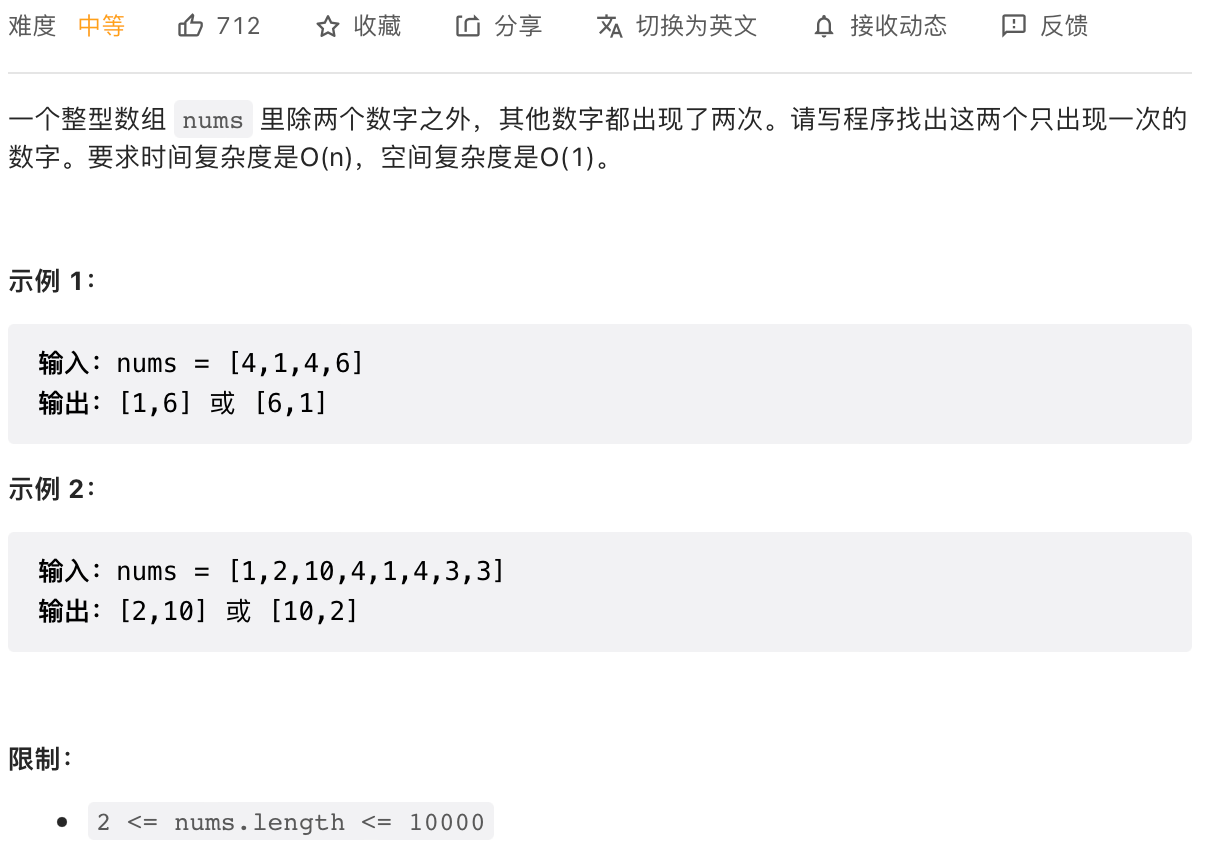 难度 中等 712 收藏 分享 切换为英文 接收动态 反馈
一个整型数组 nums 里除两个数字之外，其他数字都出现了两次。请写程序找出这两个只出现一次的
数字。要求时间复杂度是O(n)，空间复杂度是O(1)。
示例 1：
输入：nums = [4,1,4,6]
输出：[1,6] 或 [6,1]
示例 2：
输入：nums = [1,2,10,4,1,4,3,3]
输出：[2,10] 或 [10,2]
限制：
• 2 <= nums.length <= 10000